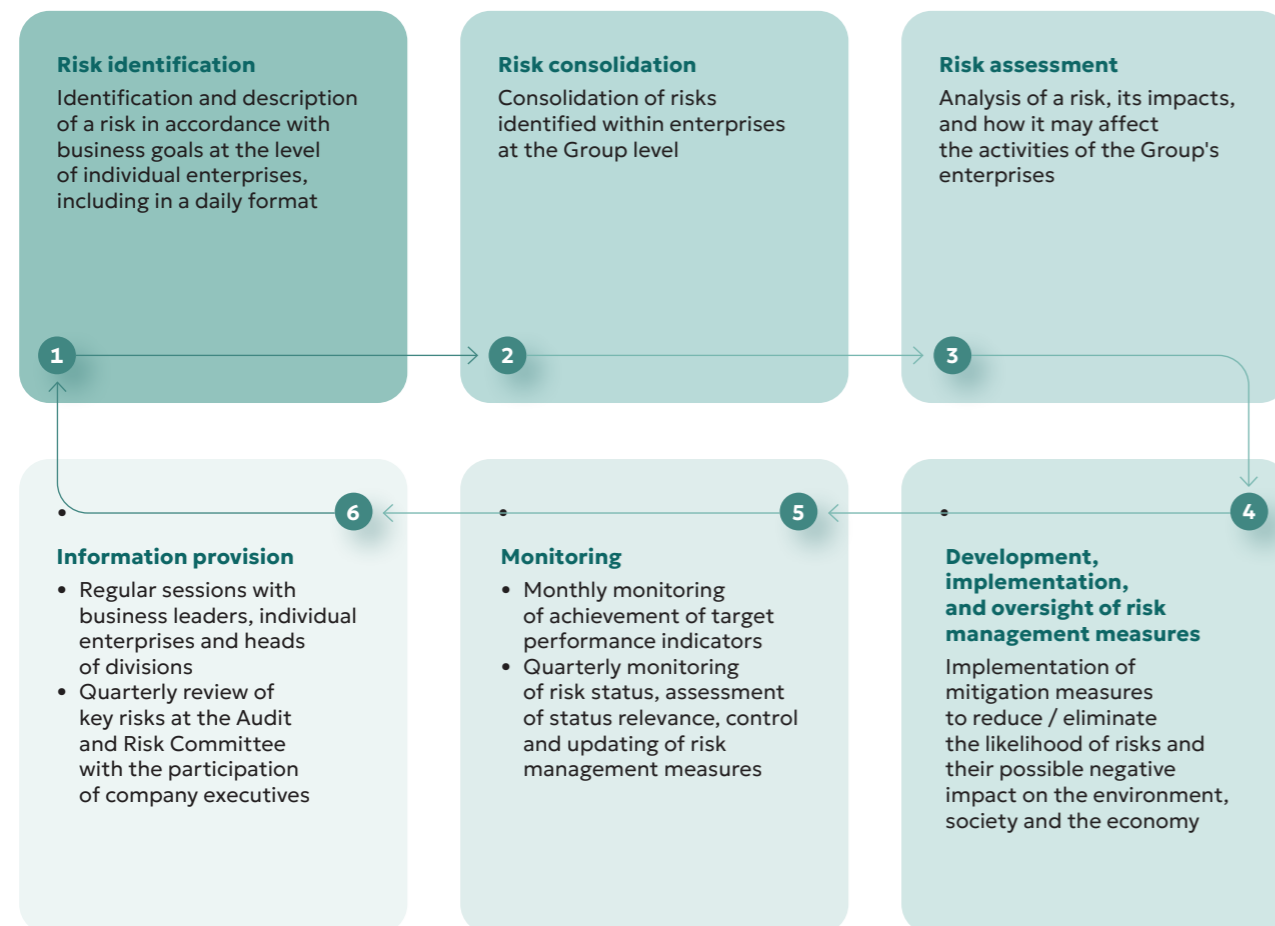 Risk identification
Identification and description
of a risk in accordance with
business goals at the level
of individual enterprises,
including in a daily format
1
Risk consolidation
Consolidation of risks
identified within enterprises
at the Group level
2
Risk assessment
Analysis of a risk, its impacts,
and how it may affect
the activities of the Group's
enterprises
3
4
Development,
implementation,
and oversight of risk
management measures
Implementation of
mitigation measures
to reduce / eliminate
the likelihood of risks and
their possible negative
impact on the environment,
society and the economy
5
Monitoring
• Monthly monitoring
of achievement of target
performance indicators
• Quarterly monitoring
of risk status, assessment
of status relevance, control
and updating of risk
management measures
6
Information provision
• Regular sessions with
business leaders, individual
enterprises and heads
of divisions
• Quarterly review of
key risks at the Audit
and Risk Committee
with the participation
of company executives